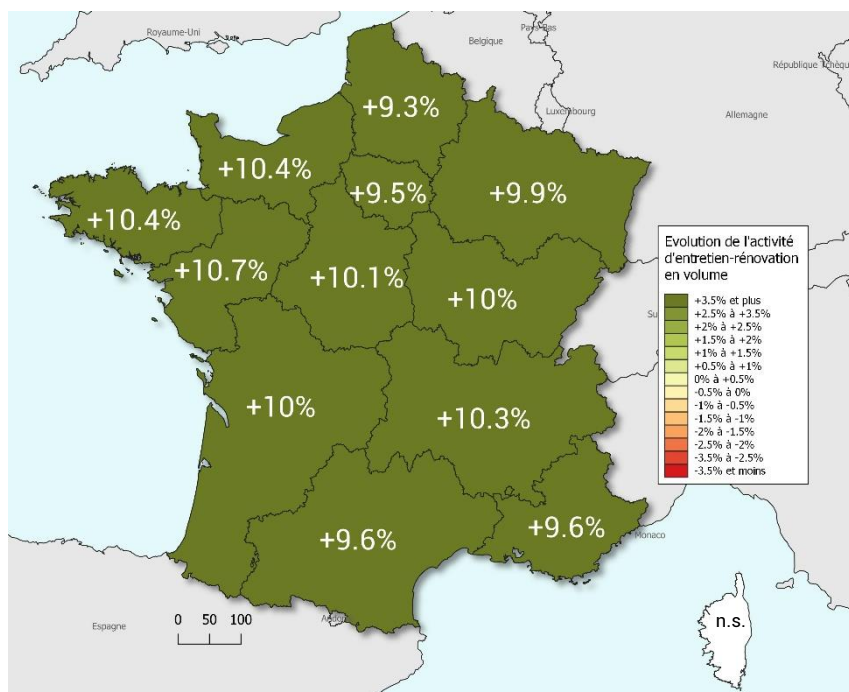 Royaume-Uni
Belgique
Pays-Bas
République Tchèque
Luxembourg
Allemagne
+9.3%
+10.4%
+9.5%
+9.9%
+10.4%
+10.7%
+10.1%
+10%
+10%
+10.3%
+9.6%
+9.6%
Evolution de l'activité
d'entretien-rénovation
en volume
+3.5% et plus
+2.5% à +3.5%
+2% à +2.5%
+1.5% à +2%
+1% à +1.5%
+0.5% à +1%
0% à +0.5%
-0.5% à 0%
-1% à -0.5%
-1.5% à -1%
-2% à -1.5%
-2.5% à -2%
-3.5% à -2.5%
-3.5% et moins
Monaco
n.s.
Espagne
0 50 100